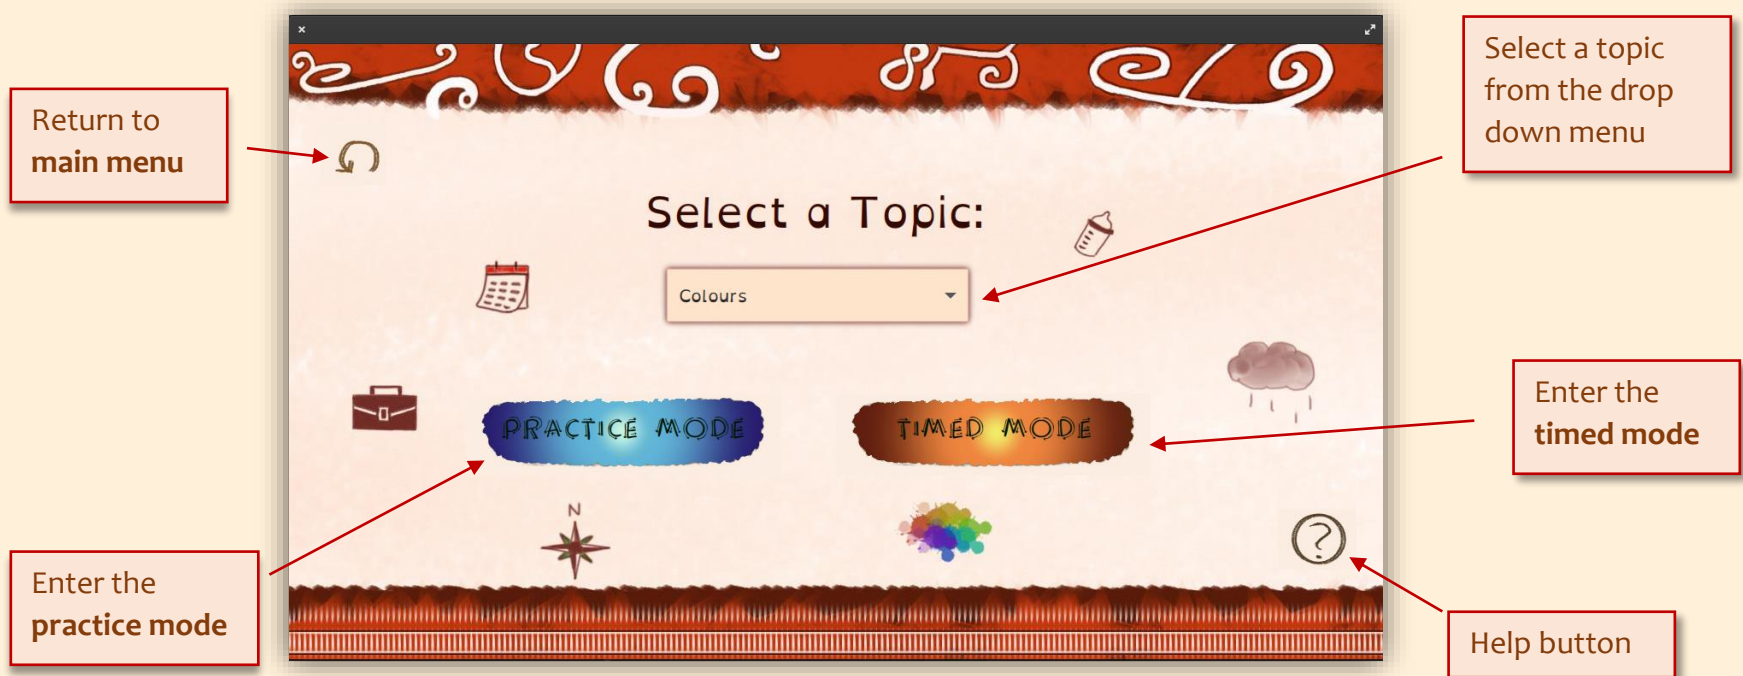 Return to
main menu
Select a topic
from the drop
down menu
Select a Topic:
Colours
Enter the
timed mode
PRACTICE MODE
TIMED MODE
N
?
Enter the
practice mode
Help button